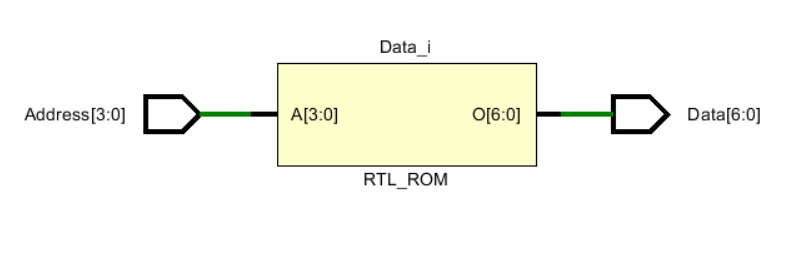 Data_i
Address[3:0]
A[3:0]
O[6:0]
Data[6:0]
RTL_ROM